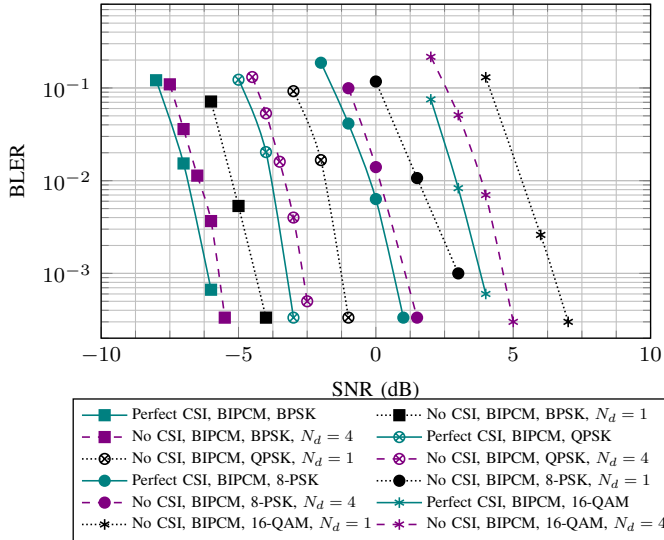 10⁻¹
10⁻²
10⁻³
BLER
−10 −5 0 5 10
SNR (dB)
Perfect CSI, BIPCM, BPSK No CSI, BIPCM, BPSK, N_d = 1
No CSI, BIPCM, BPSK, N_d = 4 Perfect CSI, BIPCM, QPSK
No CSI, BIPCM, QPSK, N_d = 1 No CSI, BIPCM, QPSK, N_d = 4
Perfect CSI, BIPCM, 8-PSK No CSI, BIPCM, 8-PSK, N_d = 1
No CSI, BIPCM, 8-PSK, N_d = 4 Perfect CSI, BIPCM, 16-QAM
No CSI, BIPCM, 16-QAM, N_d = 1 No CSI, BIPCM, 16-QAM, N_d = 4